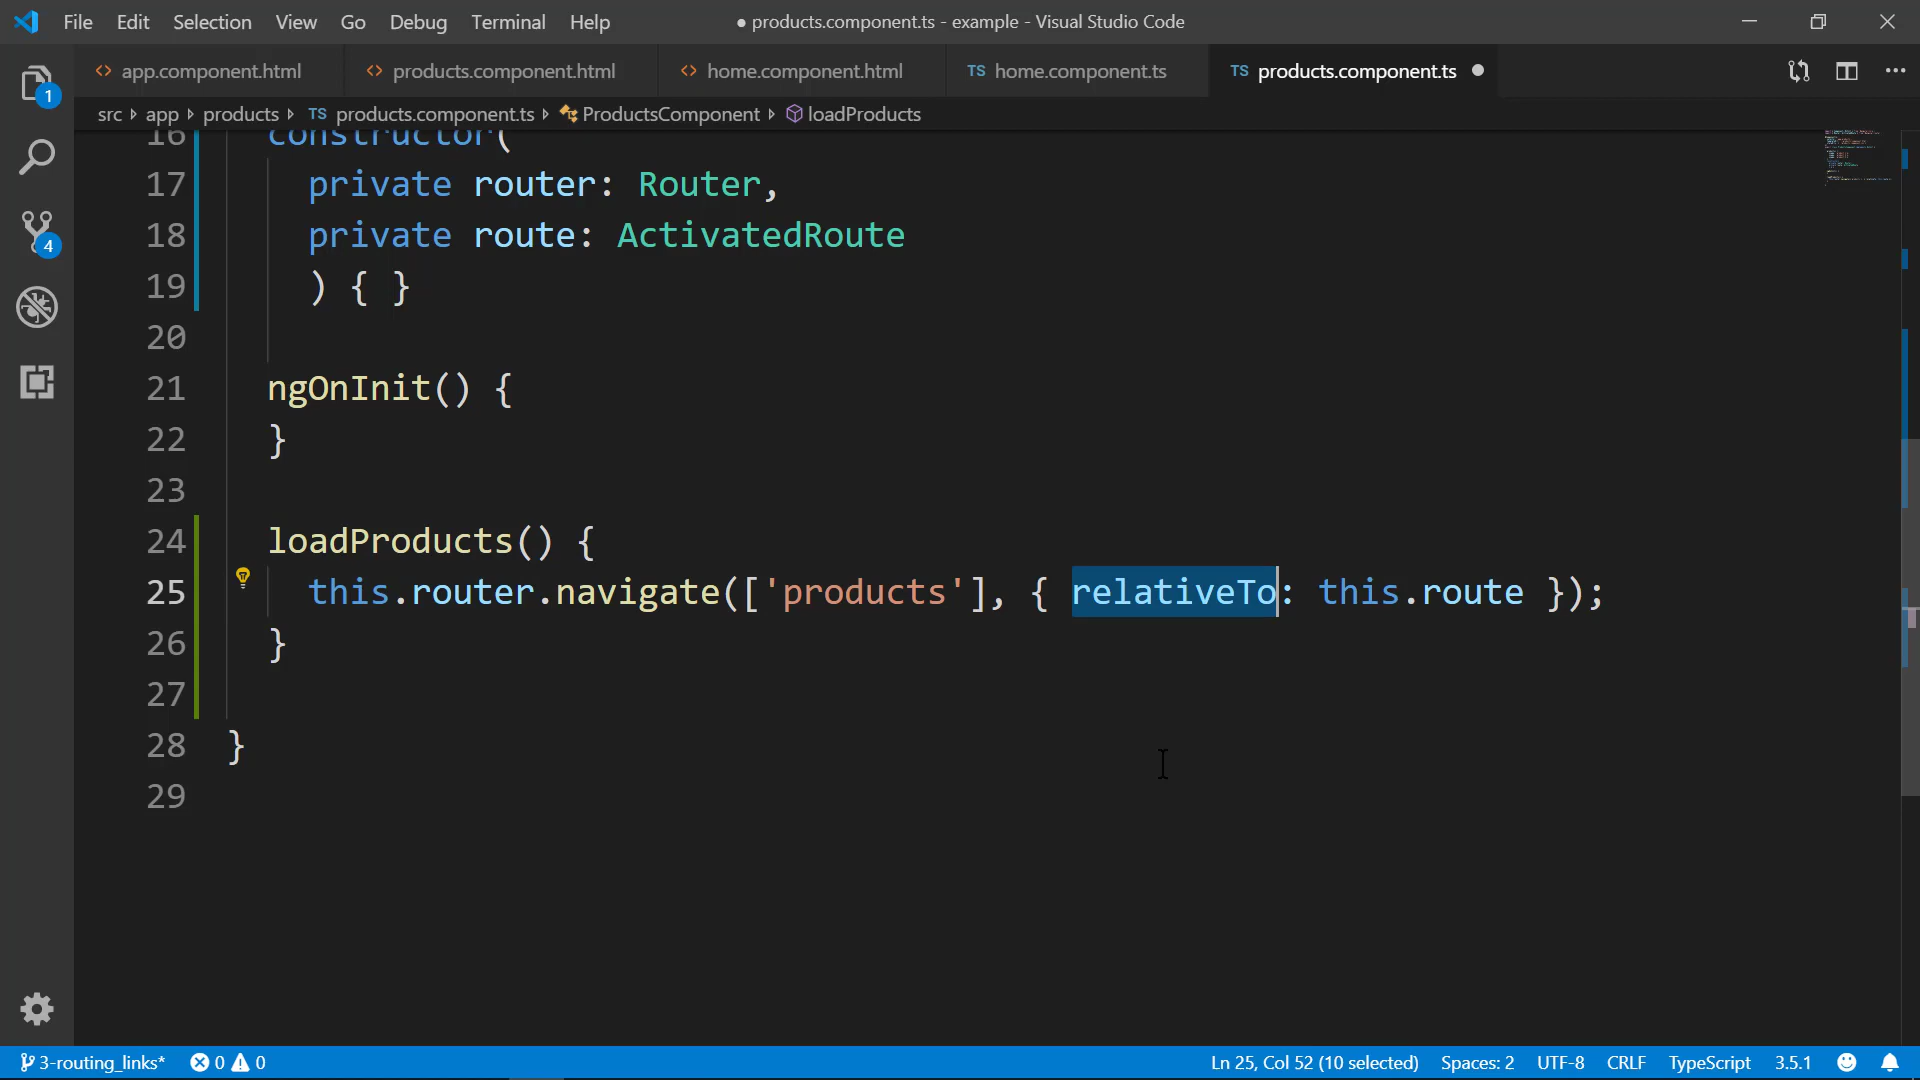 File Edit Selection View Go Debug Terminal Help ● products.component.ts - example - Visual Studio Code
<> app.component.html <> products.component.html <> home.component.html TS home.component.ts TS products.component.ts ●
src app products TS products.component.ts ProductsComponent loadProducts
16 constructor(
17 private router: Router,
18 private route: ActivatedRoute
19 ) { }
20
21 ngOnInit() {
22 }
23
24 loadProducts() {
25 this.router.navigate(['products'], { relativeTo: this.route });
26 }
27
28 }
29
1
4
3-routing_links* 0 0 Ln 25, Col 52 (10 selected) Spaces: 2 UTF-8 CRLF TypeScript 3.5.1